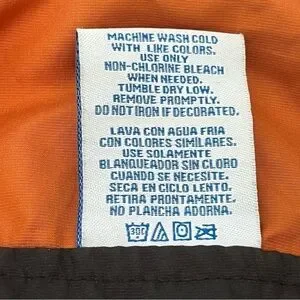 MACHINE WASH COLD
WITH LIKE COLORS.
USE ONLY
NON-CHLORINE BLEACH
WHEN NEEDED.
TUMBLE DRY LOW.
REMOVE PROMPTLY.
DO NOT IRON IF DECORATED.
LAVA CON AGUA FRIA
CON COLORES SIMILARES.
USE SOLAMENTE
BLANQUEADOR SIN CLORO
CUANDO SE NECESITE.
SECA EN CICLO LENTO.
RETIRA PRONTAMENTE.
NO PLANCHA ADORNA.
30C